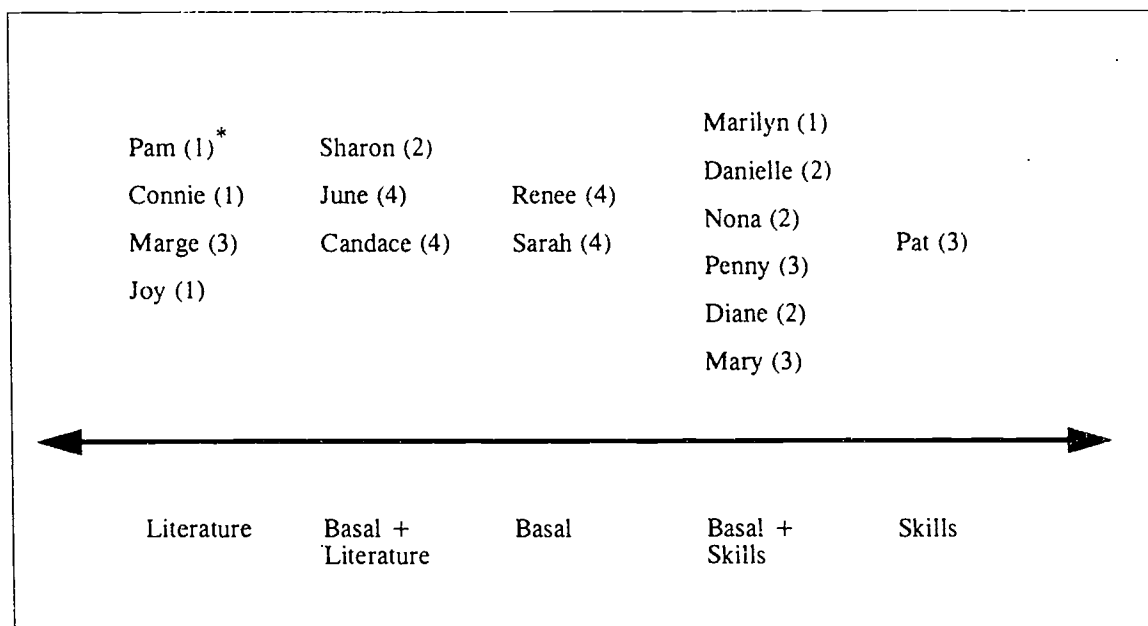 Marilyn (1)
Pam (1)* Sharon (2)
Danielle (2)
Connie (1) June (4) Renee (4)
Nona (2)
Marge (3) Candace (4) Sarah (4) Pat (3)
Penny (3)
Joy (1)
Diane (2)
Mary (3)
Literature Basal + Basal Basal + Skills
Literature Skills